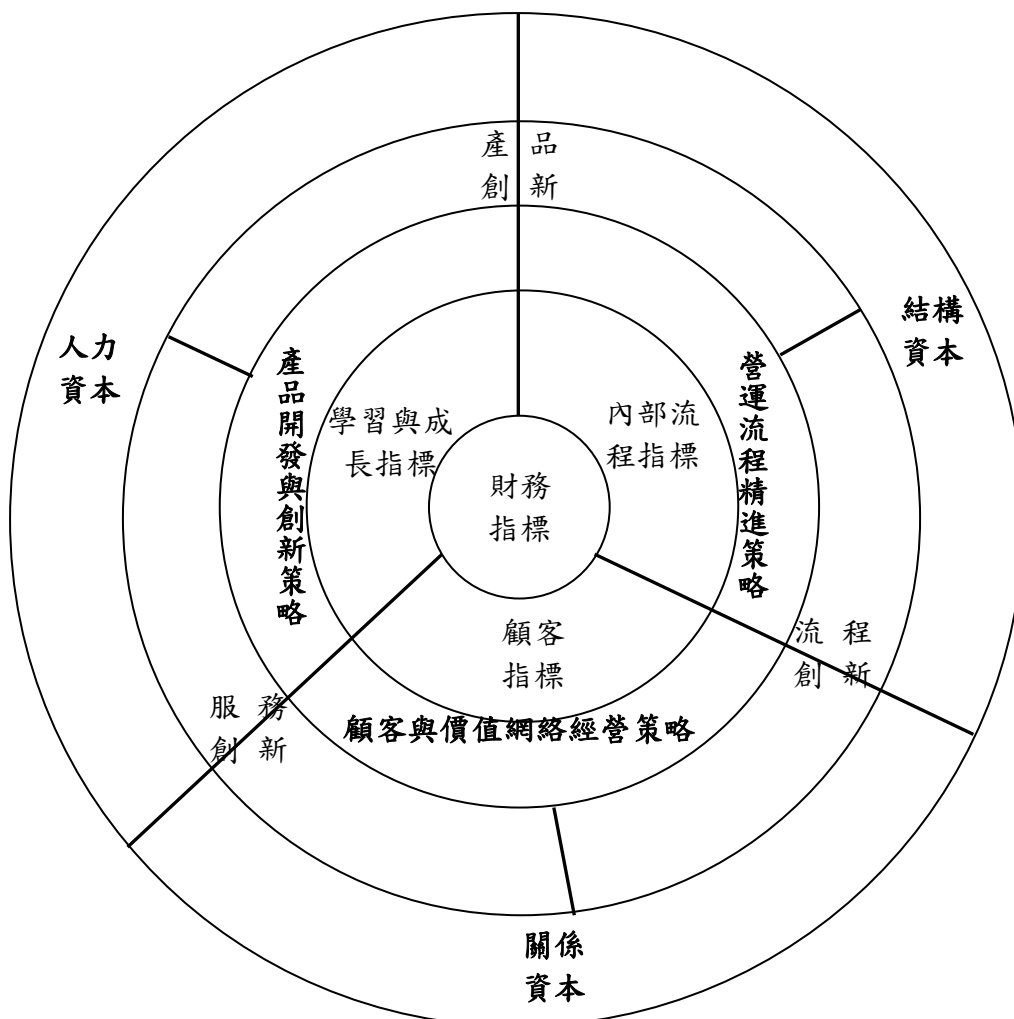 產 品
創 新
人力
資本
結構
資本
產品開發與創新策略
營運流程精進策略
學習與成
長指標
內部流
程指標
財務
指標
顧客
指標
流 程
創 新
服 務
創 新
顧客與價值網絡經營策略
關係
資本